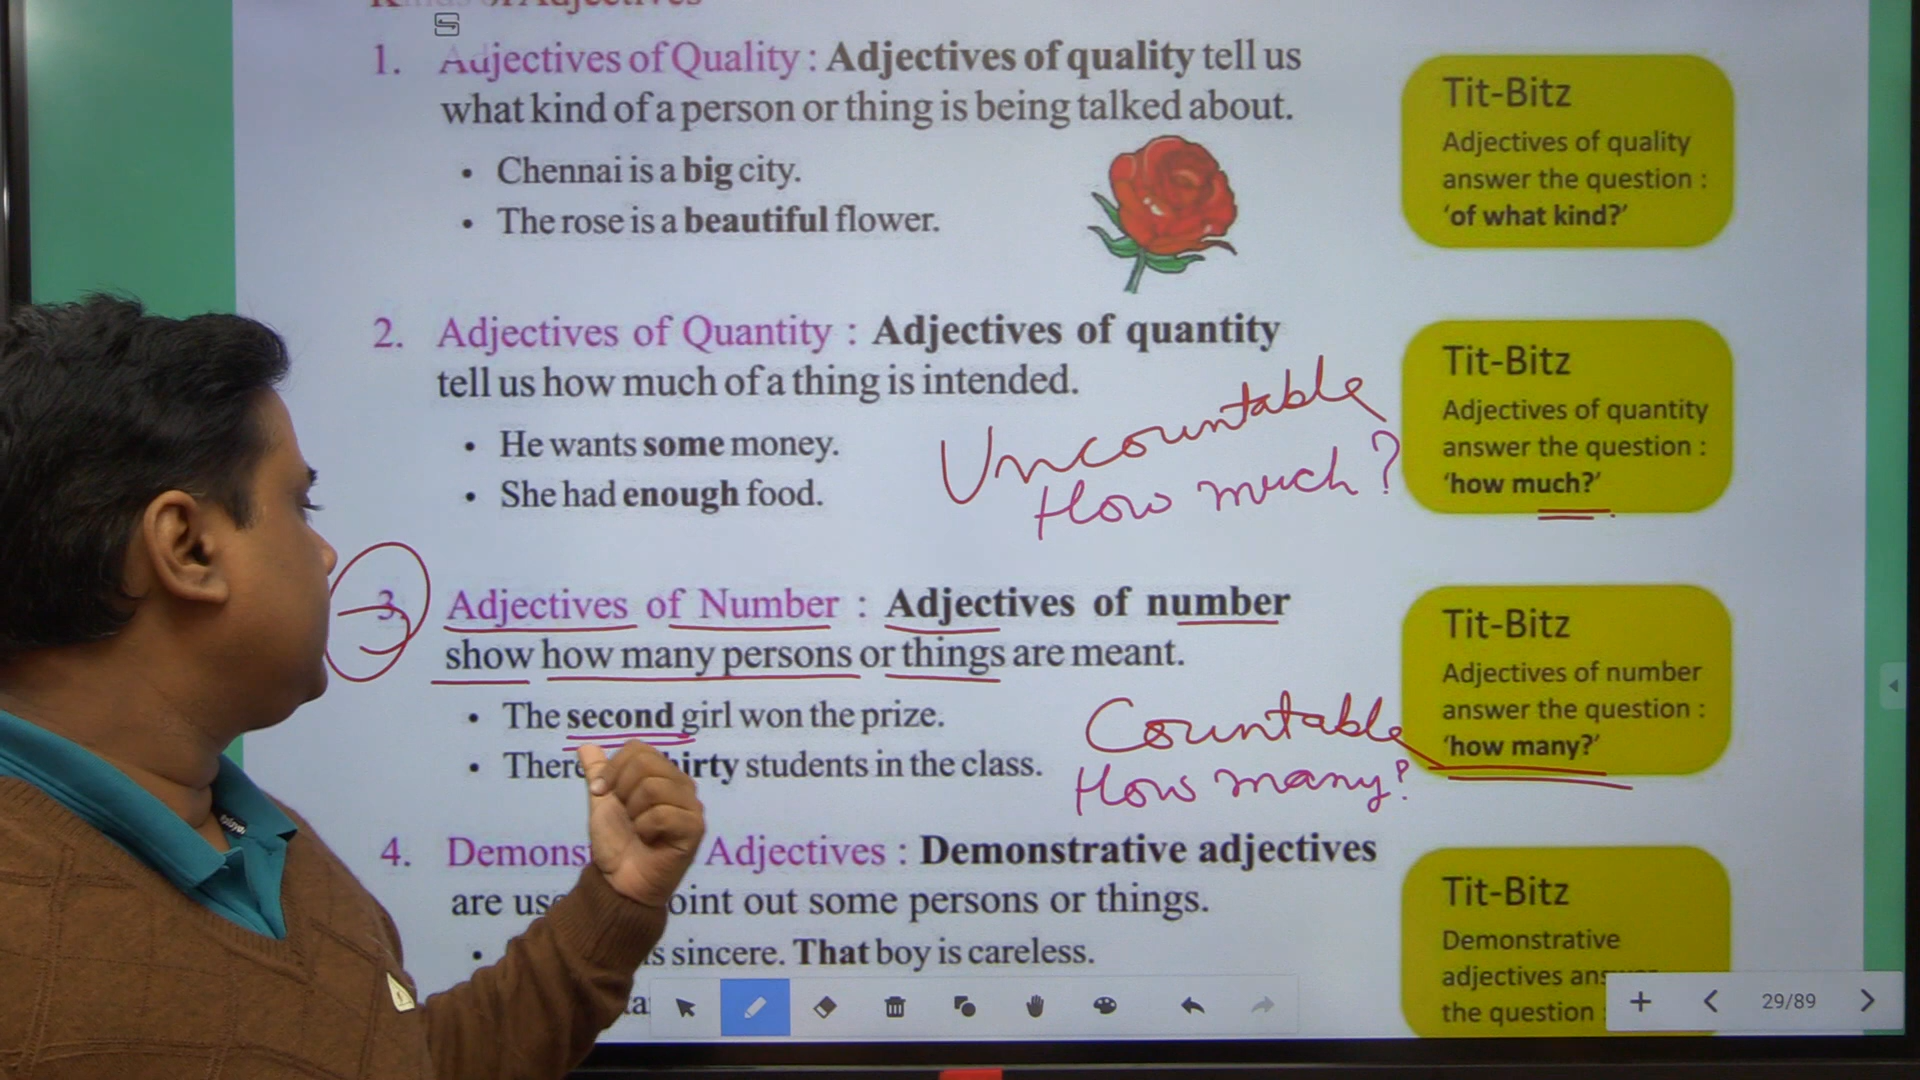 Kinds of Adjectives
1. Adjectives of Quality : Adjectives of quality tell us
what kind of a person or thing is being talked about.
• Chennai is a big city.
• The rose is a beautiful flower.
Tit-Bitz
Adjectives of quality
answer the question :
‘of what kind?’
2. Adjectives of Quantity : Adjectives of quantity
tell us how much of a thing is intended.
• He wants some money.
• She had enough food.
Uncountable
How much?
Tit-Bitz
Adjectives of quantity
answer the question :
‘how much?’
3. Adjectives of Number : Adjectives of number
show how many persons or things are meant.
• The second girl won the prize.
• There irty students in the class.
Countable
How many?
Tit-Bitz
Adjectives of number
answer the question :
‘how many?’
4. Demons Adjectives : Demonstrative adjectives
are us oint out some persons or things.
• s sincere. That boy is careless.
Tit-Bitz
Demonstrative
adjectives ans
the question
29/89